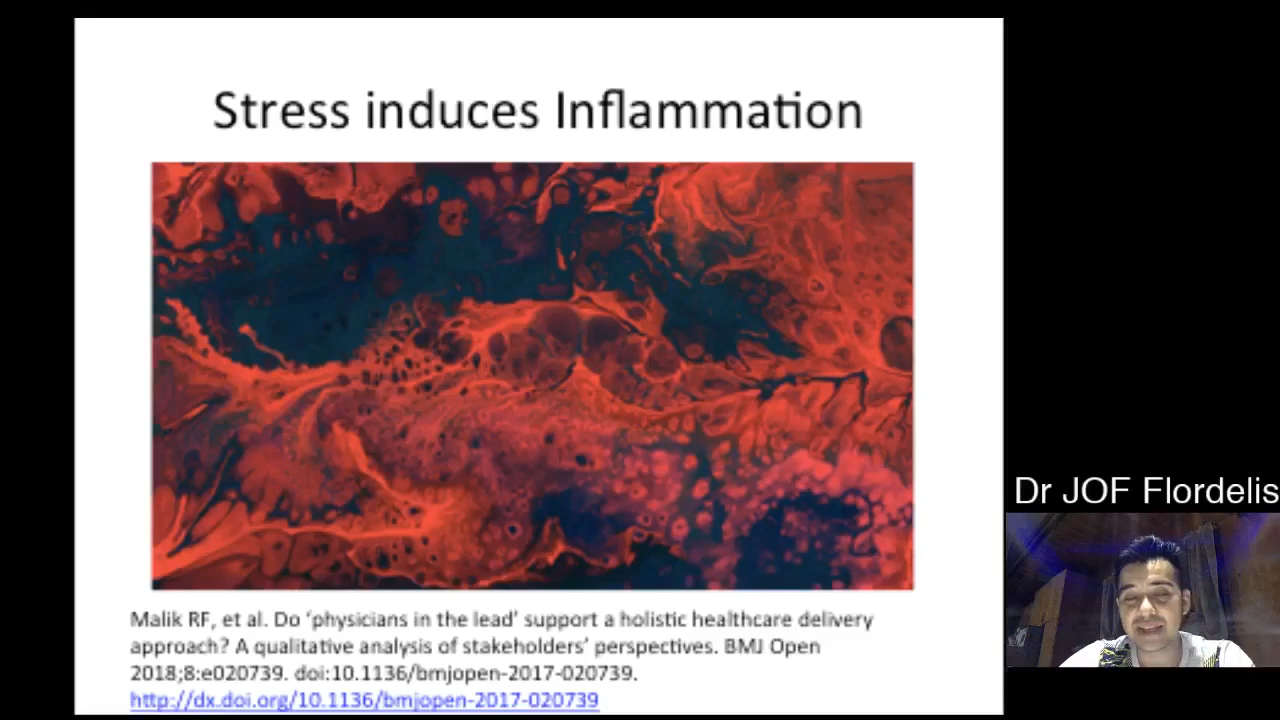 Stress induces Inflammation
Dr JOF Flordelis
Malik RF, et al. Do ‘physicians in the lead’ support a holistic healthcare delivery
approach? A qualitative analysis of stakeholders’ perspectives. BMJ Open
2018;8:e020739. doi:10.1136/bmjopen-2017-020739.
http://dx.doi.org/10.1136/bmjopen-2017-020739